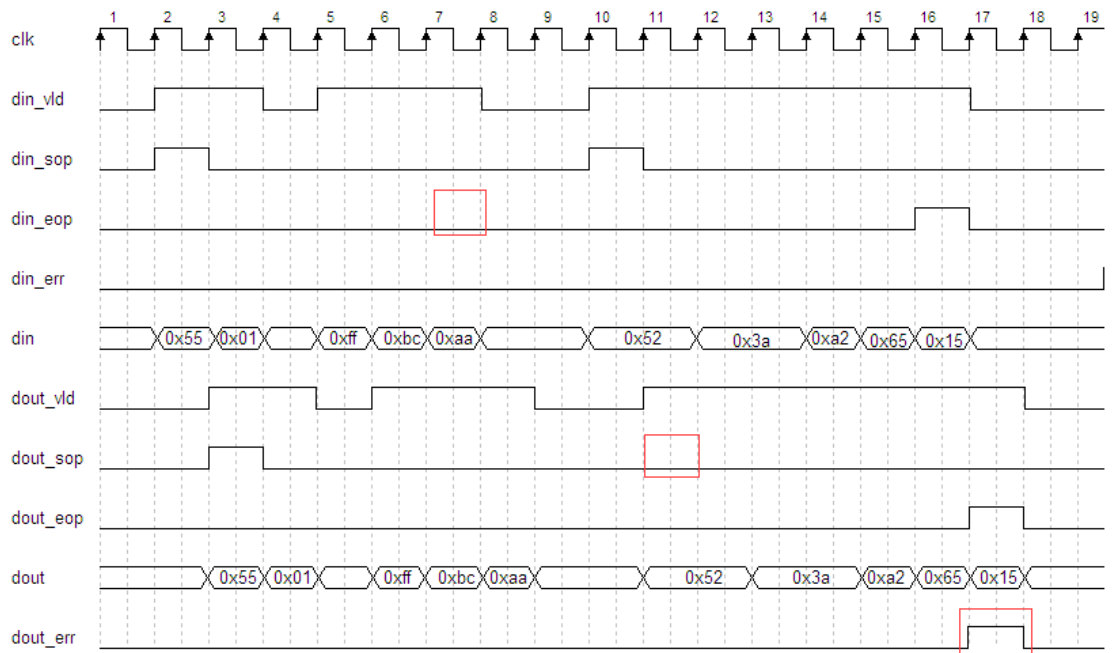 1 2 3 4 5 6 7 8 9 10 11 12 13 14 15 16 17 18 19
clk
din_vld
din_sop
din_eop
din_err
din 0x55 0x01 0xff 0xbc 0xaa 0x52 0x3a 0xa2 0x65 0x15
dout_vld
dout_sop
dout_eop
dout 0x55 0x01 0xff 0xbc 0xaa 0x52 0x3a 0xa2 0x65 0x15
dout_err